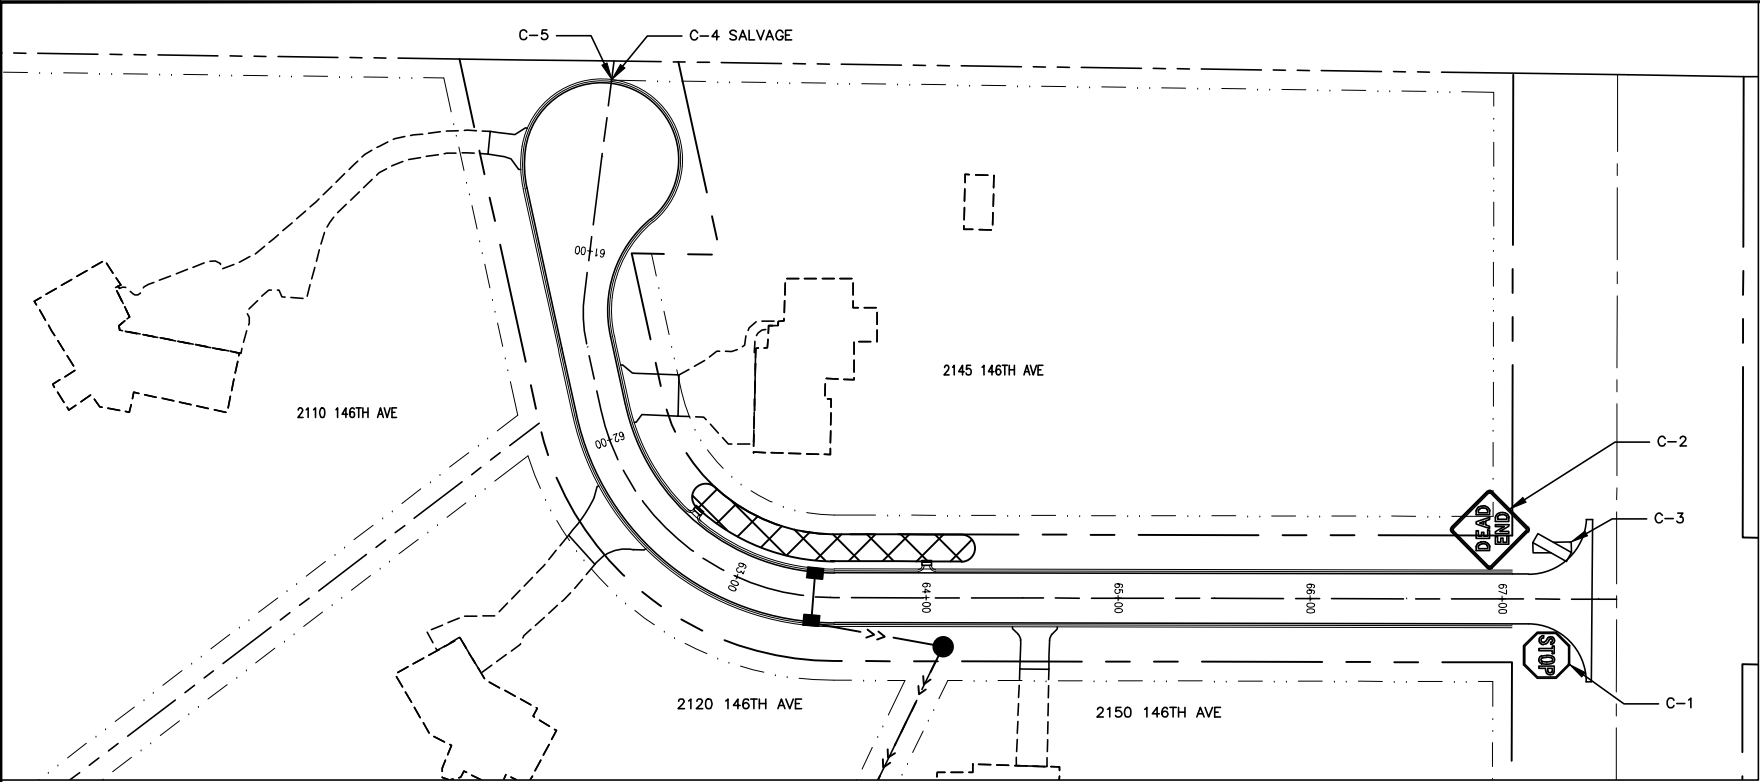 C-5
C-4 SALVAGE
61+00
2145 146TH AVE
2110 146TH AVE
62+00
C-2
DEAD
END
C-3
63+00
64+00
65+00
66+00
67+00
STOP
2120 146TH AVE
2150 146TH AVE
C-1